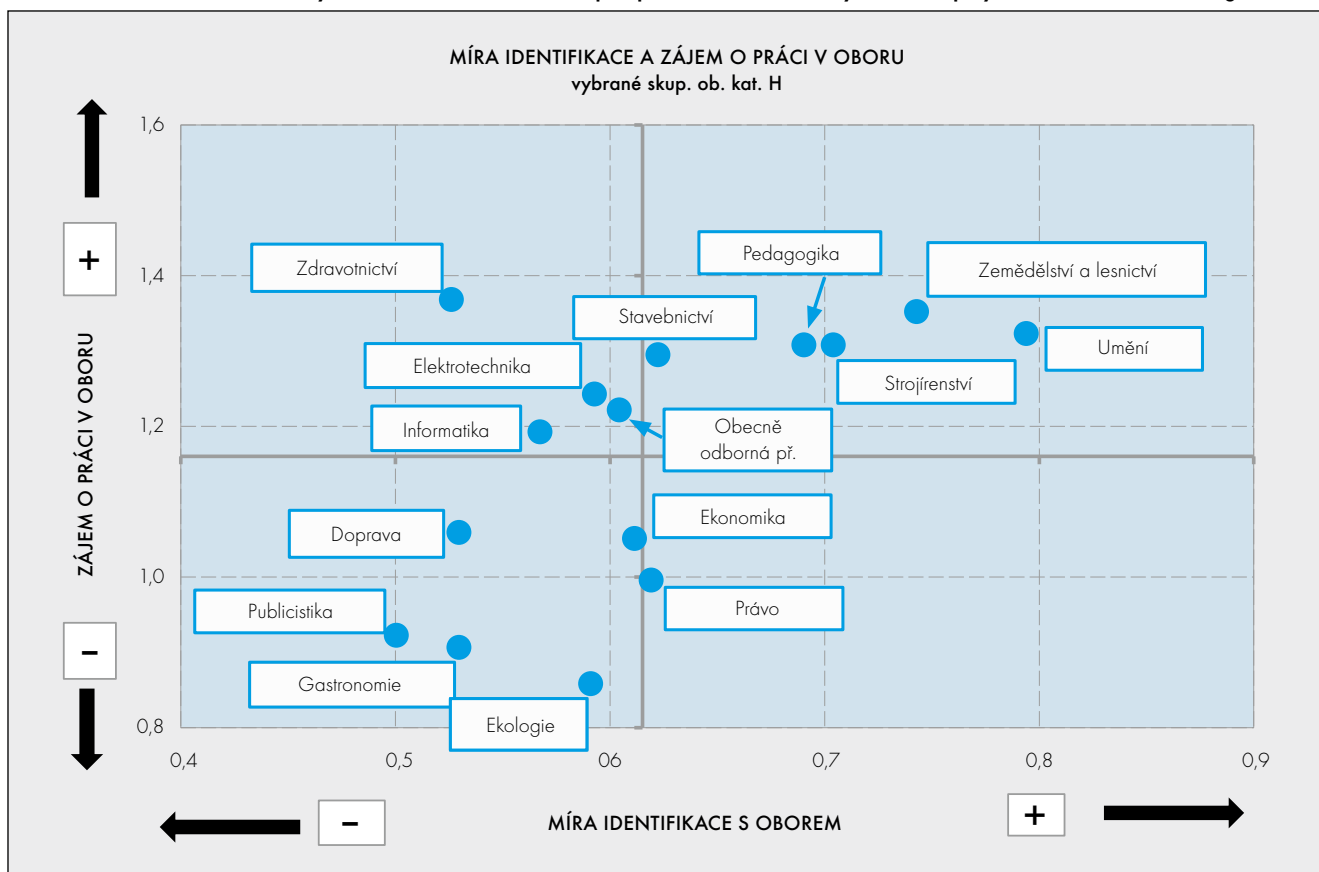 MÍRA IDENTIFIKACE A ZÁJEM O PRÁCI V OBORU
vybrané skup. ob. kat. H
1,6
+
Pedagogika
Zdravotnictví
Zemědělství a lesnictví
1,4
Stavebnictví
Umění
Elektrotechnika
Strojírenství
Informatika
1,2
Obecně
odborná př.
ZÁJEM O PRÁCI V OBORU
Ekonomika
Doprava
1,0
Publicistika
Právo
–
Gastronomie
Ekologie
0,8
0,4
0,5
06
0,7
0,8
0,9
–
MÍRA IDENTIFIKACE S OBOREM
+